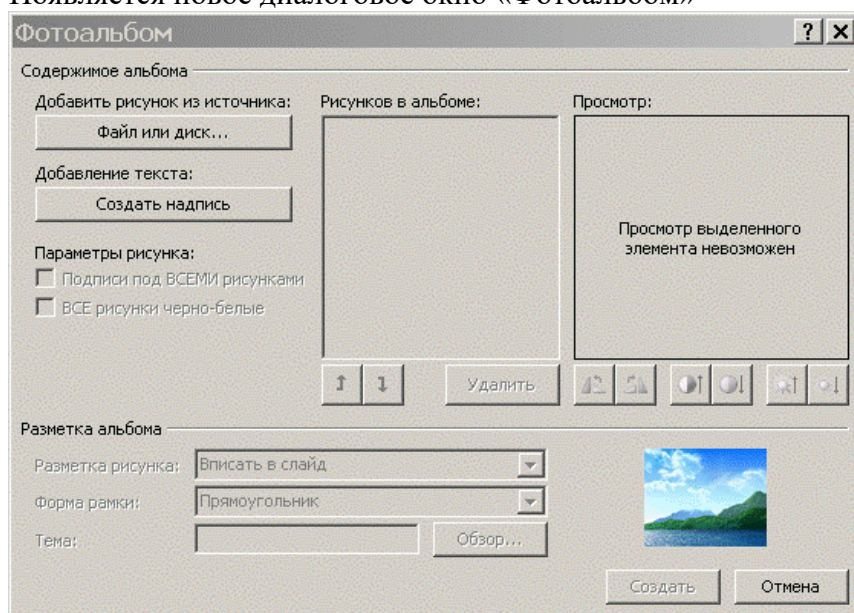 Появляется новое диалоговое окно «Фотоальбом»
Фотоальбом
Содержимое альбома
Добавить рисунок из источника:
Файл или диск...
Добавление текста:
Создать надпись
Параметры рисунка:
Подписи под ВСЕМИ рисунками
ВСЕ рисунки черно-белые
Рисунков в альбоме:
Удалить
Просмотр:
Просмотр выделенного
элемента невозможен
Разметка альбома
Разметка рисунка: Вписать в слайд
Форма рамки: Прямоугольник
Тема: Обзор...
Создать Отмена